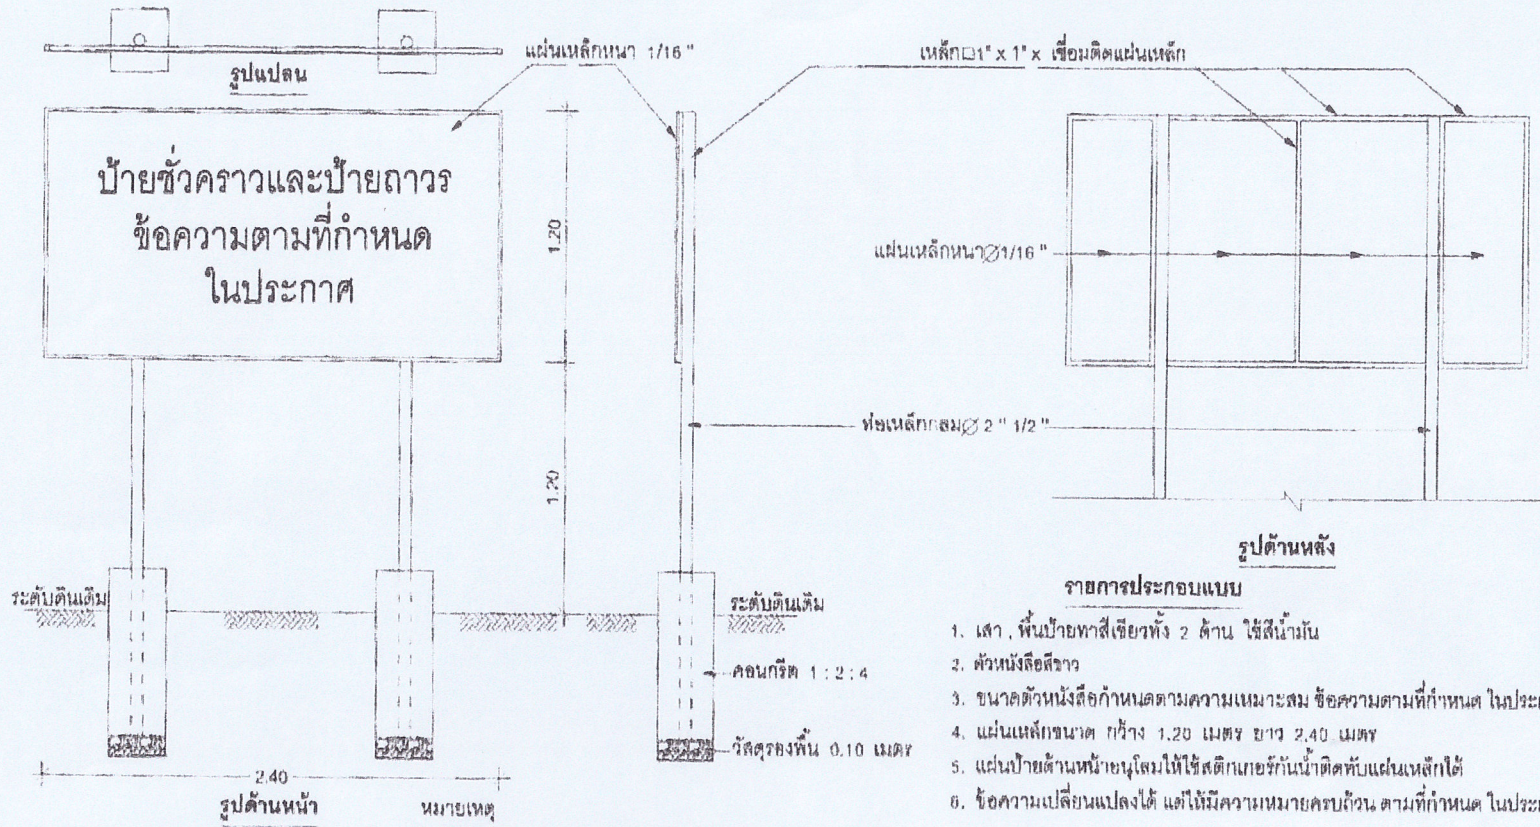 รูปแปลน
แผ่นเหล็กหนา 1/16 "
เหล็ก□1" x 1" x เชื่อมติดแผ่นเหล็ก
ป้ายชั่วคราวและป้ายถาวร
ข้อความตามที่กำหนด
ในประกาศ
1.20
แผ่นเหล็กหนา∅1/16 "
ท่อเหล็กกลม∅ 2 " 1/2 "
1.20
รูปด้านหลัง
ระดับดินเดิม
ระดับดินเดิม
คอนกรีต 1 : 2 : 4
วัสดุรองพื้น 0.10 เมตร
2.40
รูปด้านหน้า
หมายเหตุ
รายการประกอบแบบ
1. เสา , พื้นป้ายทาสีเขียวทั้ง 2 ด้าน ใช้สีน้ำมัน
2. ตัวหนังสือสีขาว
3. ขนาดตัวหนังสือกำหนดตามความเหมาะสม ข้อความตามที่กำหนด ในประ
4. แผ่นเหล็กขนาด กว้าง 1.20 เมตร ยาว 2.40 เมตร
5. แผ่นป้ายด้านหน้าอนุโลมให้ใช้สติกเกอร์กันน้ำติดทับแผ่นเหล็กได้
6. ข้อความเปลี่ยนแปลงได้ แต่ให้มีความหมายครบถ้วน ตามที่กำหนด ในประ